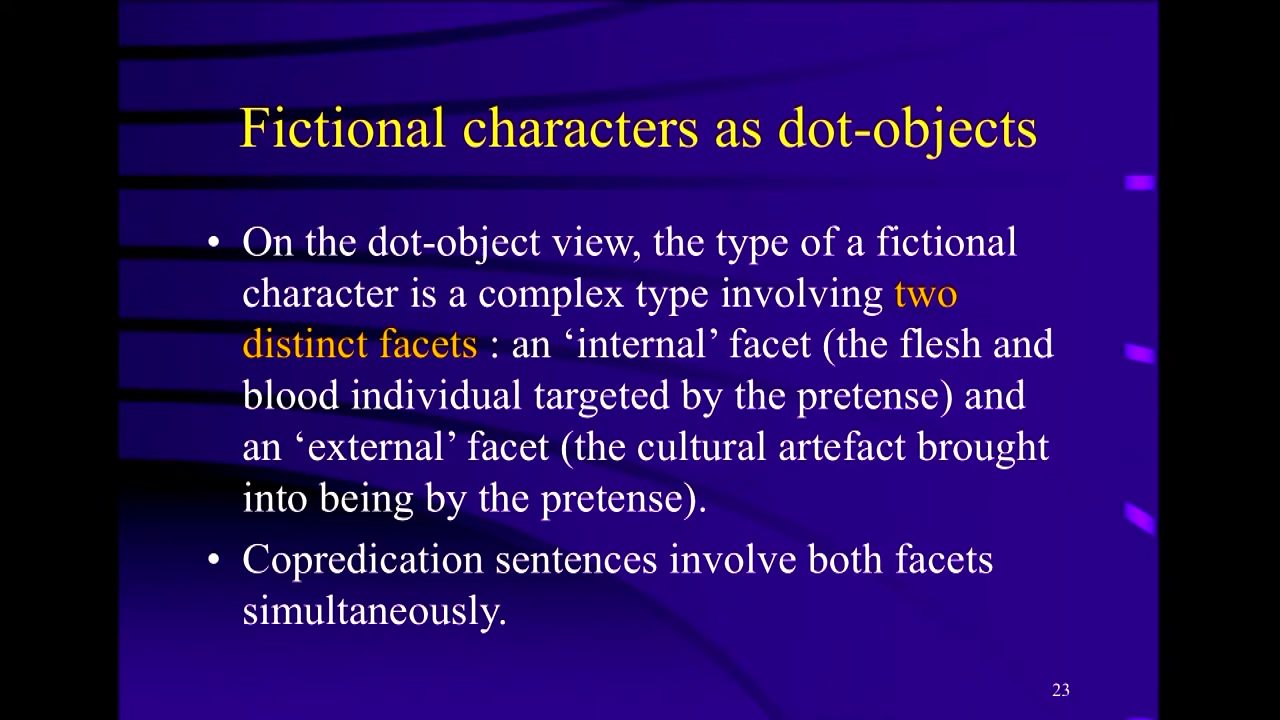 Fictional characters as dot-objects
• On the dot-object view, the type of a fictional
character is a complex type involving two
distinct facets : an ‘internal’ facet (the flesh and
blood individual targeted by the pretense) and
an ‘external’ facet (the cultural artefact brought
into being by the pretense).
• Copredication sentences involve both facets
simultaneously.
23